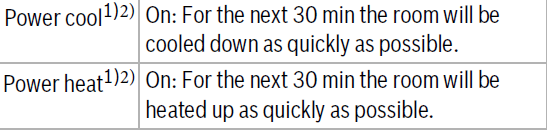 Power cool1)2) On: For the next 30 min the room will be
cooled down as quickly as possible.
Power heat1)2) On: For the next 30 min the room will be
heated up as quickly as possible.